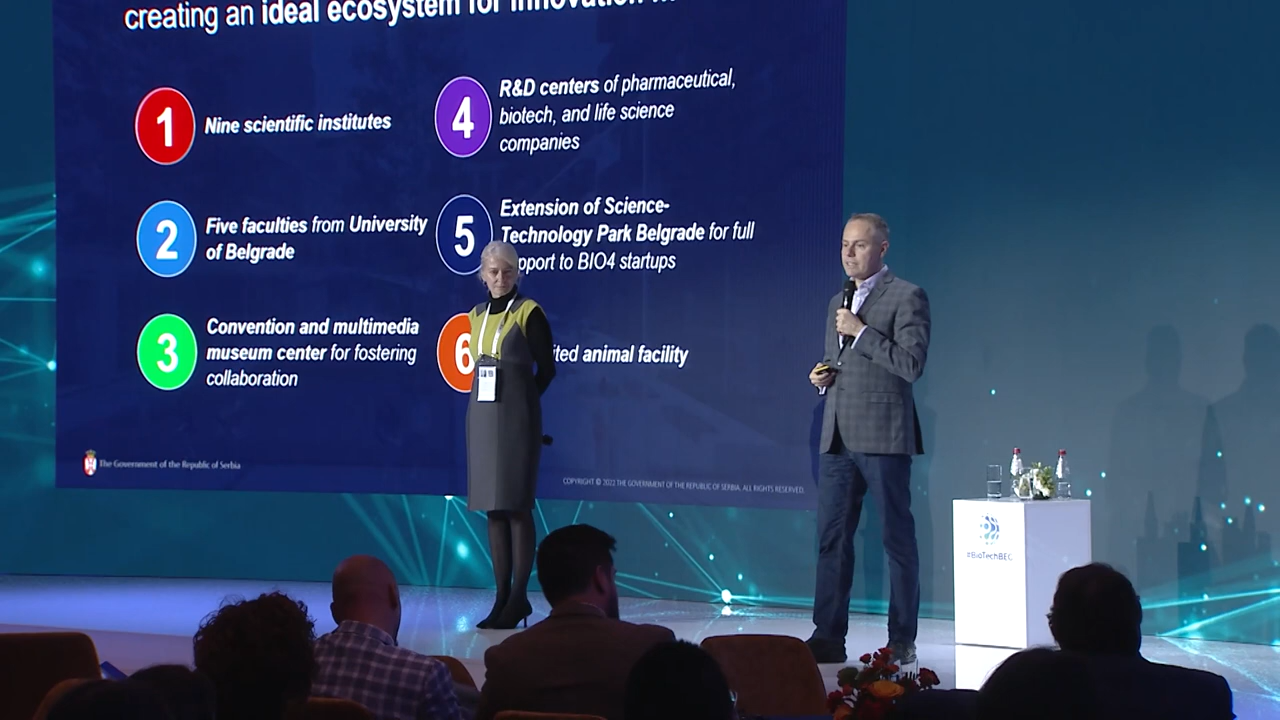 creating an ideal ecosystem for innovation
1
Nine scientific institutes
2
Five faculties from University
of Belgrade
3
Convention and multimedia
museum center for fostering
collaboration
4
R&D centers of pharmaceutical,
biotech, and life science
companies
5
Extension of Science-
Technology Park Belgrade for full
pport to BIO4 startups
6
ted animal facility
The Government of the Republic of Serbia
COPYRIGHT © 2022 THE GOVERNMENT OF THE REPUBLIC OF SERBIA. ALL RIGHTS RESERVED.
#BioTechBEC